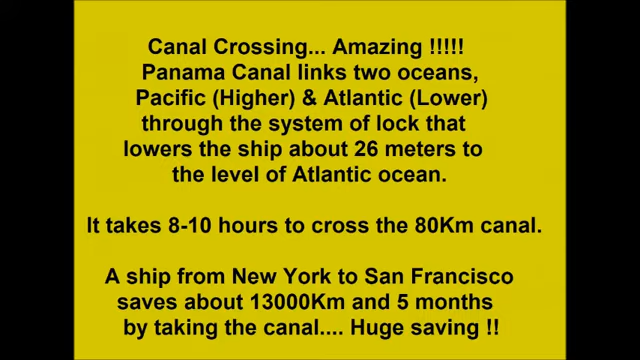 Canal Crossing... Amazing !!!!!
Panama Canal links two oceans,
Pacific (Higher) & Atlantic (Lower)
through the system of lock that
lowers the ship about 26 meters to
the level of Atlantic ocean.
It takes 8-10 hours to cross the 80Km canal.
A ship from New York to San Francisco
saves about 13000Km and 5 months
by taking the canal.... Huge saving !!